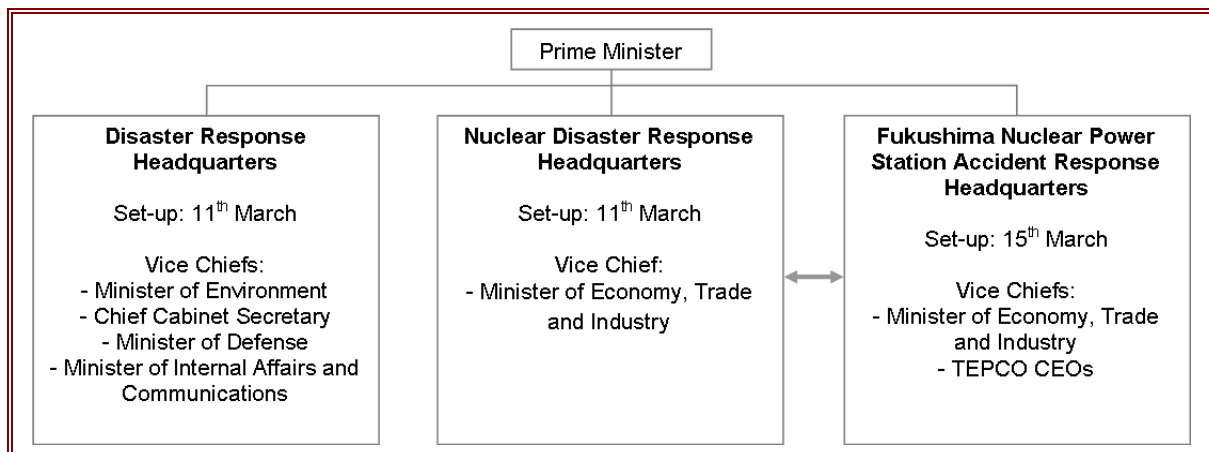 Prime Minister
Disaster Response
Headquarters
Set-up: 11th March
Vice Chiefs:
- Minister of Environment
- Chief Cabinet Secretary
- Minister of Defense
- Minister of Internal Affairs and
Communications
Nuclear Disaster Response
Headquarters
Set-up: 11th March
Vice Chief:
- Minister of Economy, Trade
and Industry
Fukushima Nuclear Power
Station Accident Response
Headquarters
Set-up: 15th March
Vice Chiefs:
- Minister of Economy, Trade
and Industry
- TEPCO CEOs